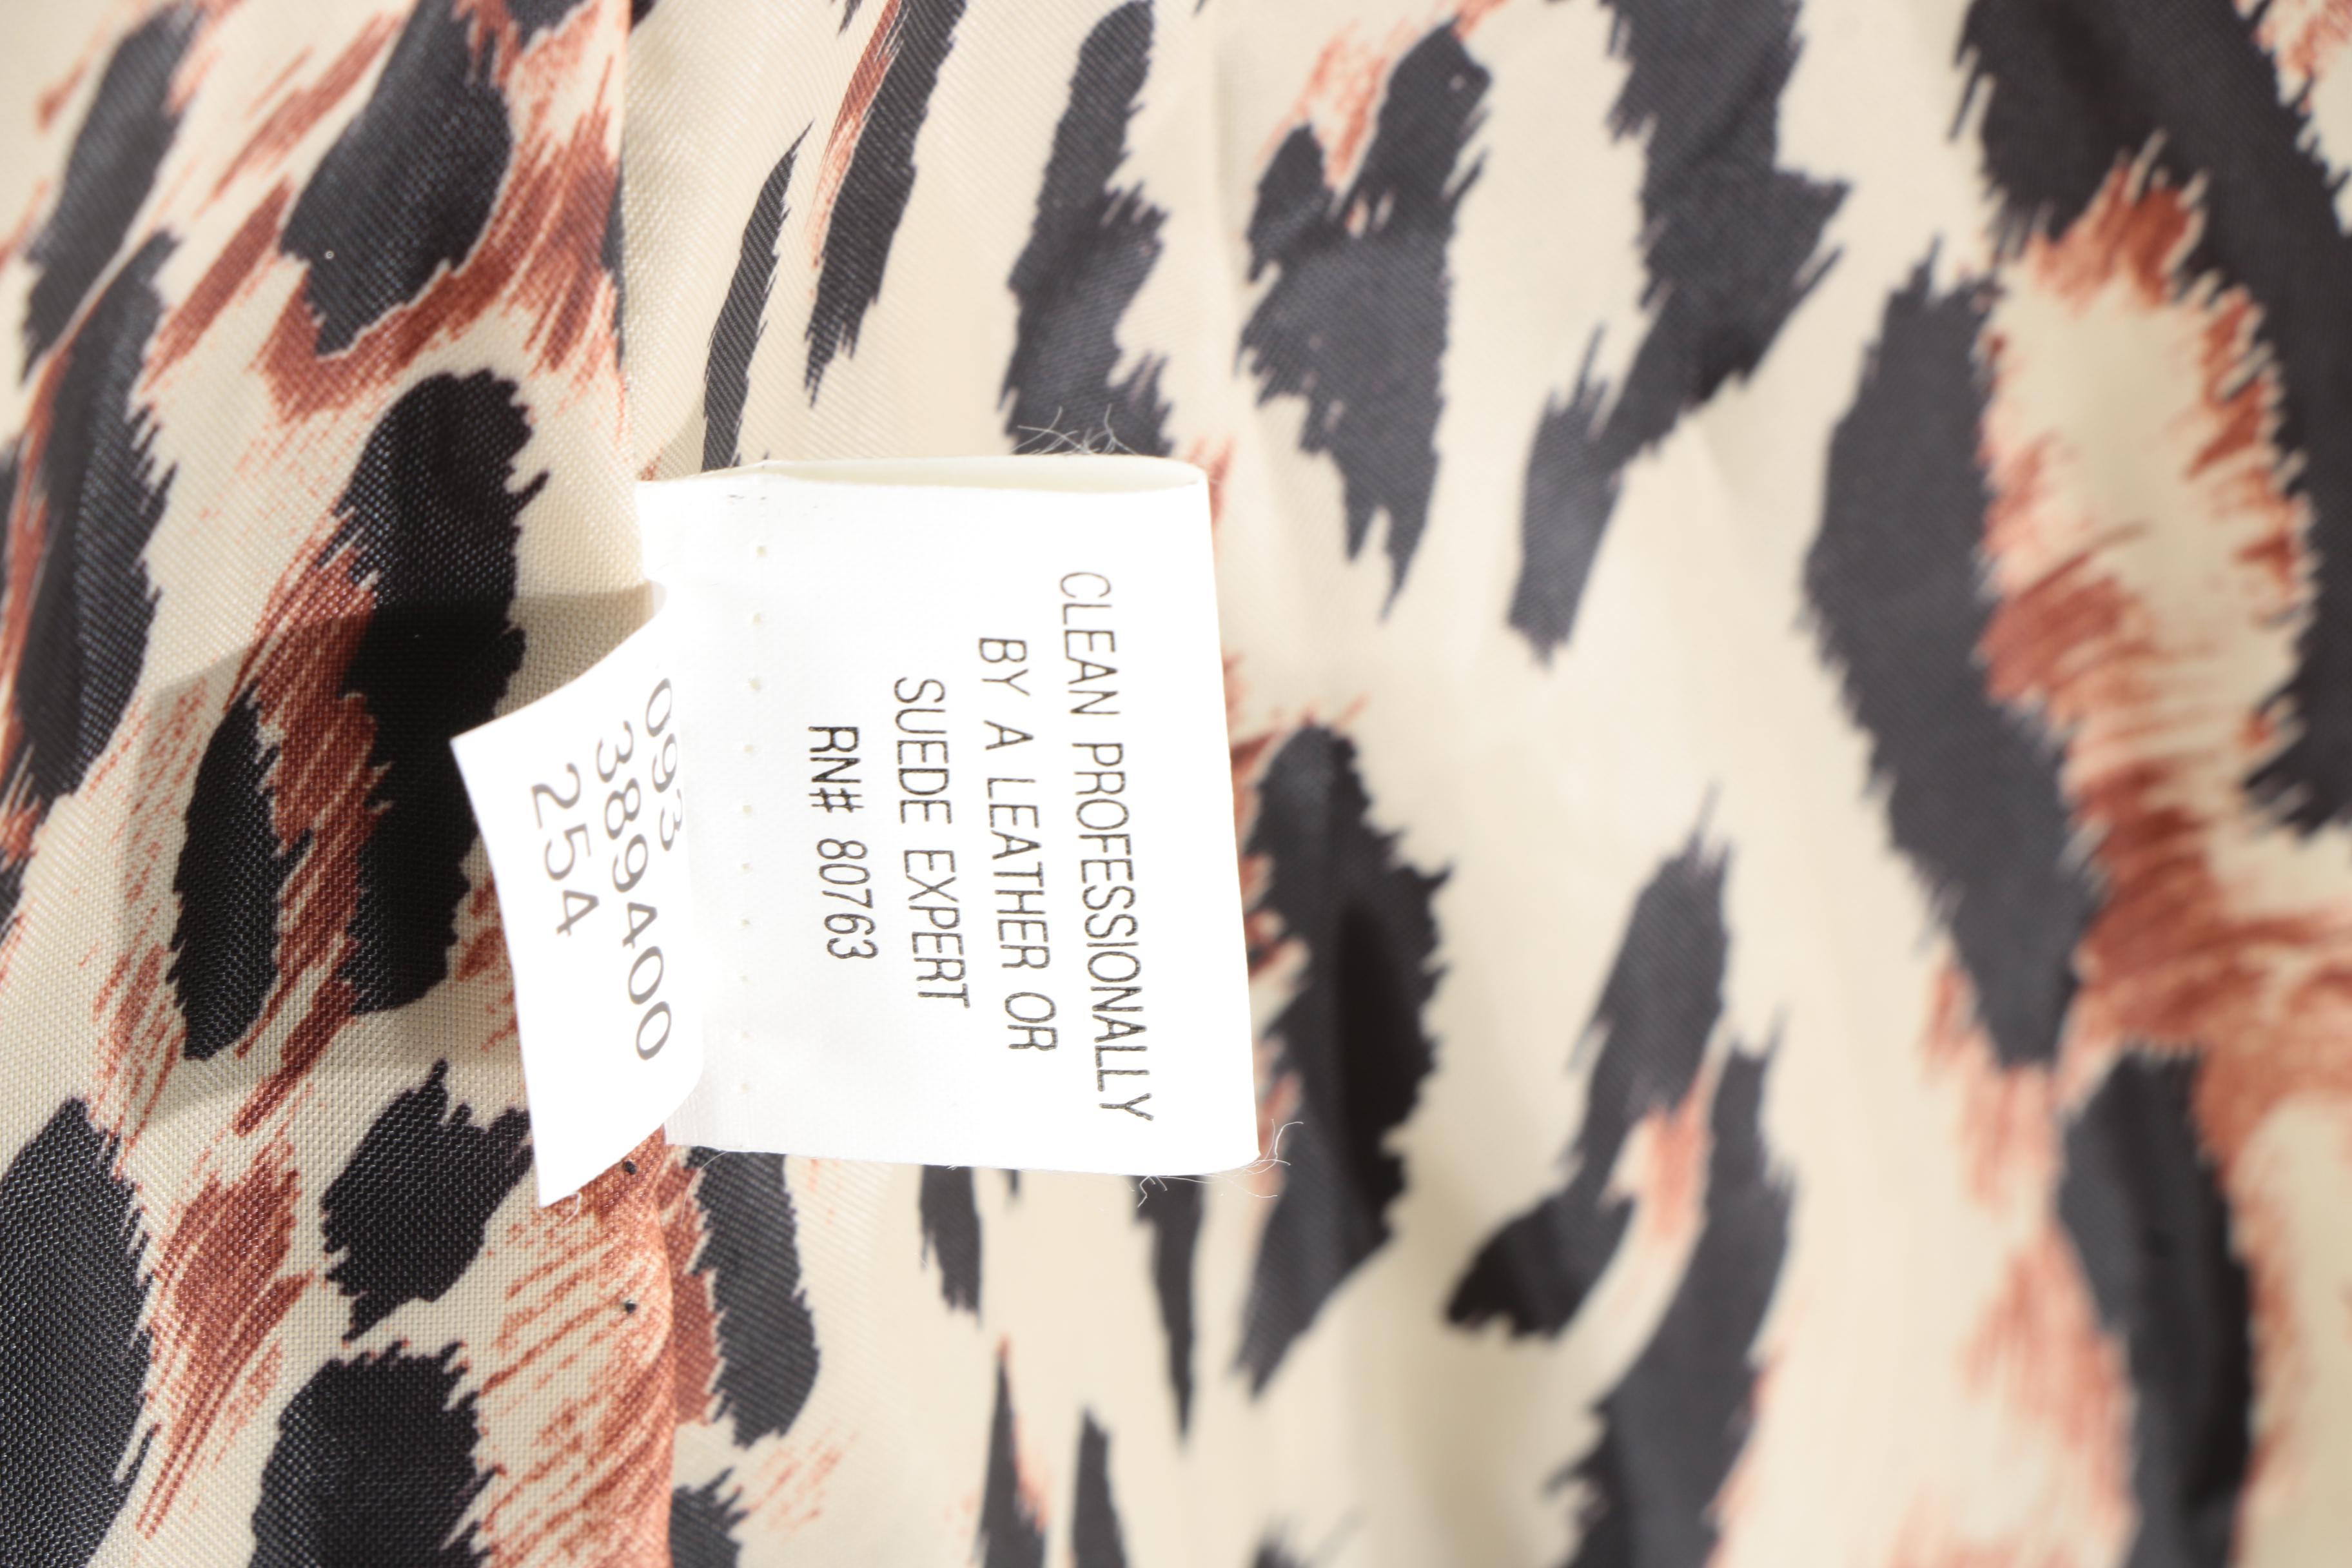 CLEAN PROFESSIONALLY
BY A LEATHER OR
SUEDE EXPERT
RN# 80763
093
389400
254